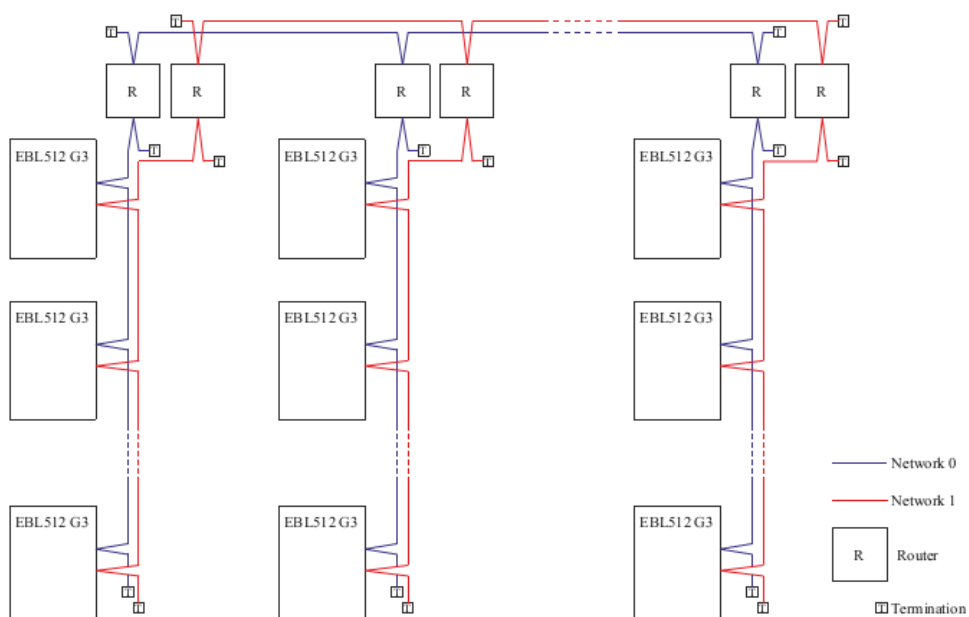 T
T
T
T
R
R
R
R
R
R
T
T
T
T
T
T
EBL512 G3
EBL512 G3
EBL512 G3
EBL512 G3
EBL512 G3
EBL512 G3
Network 0
Network 1
EBL512 G3
EBL512 G3
EBL512 G3
R Router
T
T
T
T
T
T
T Termination